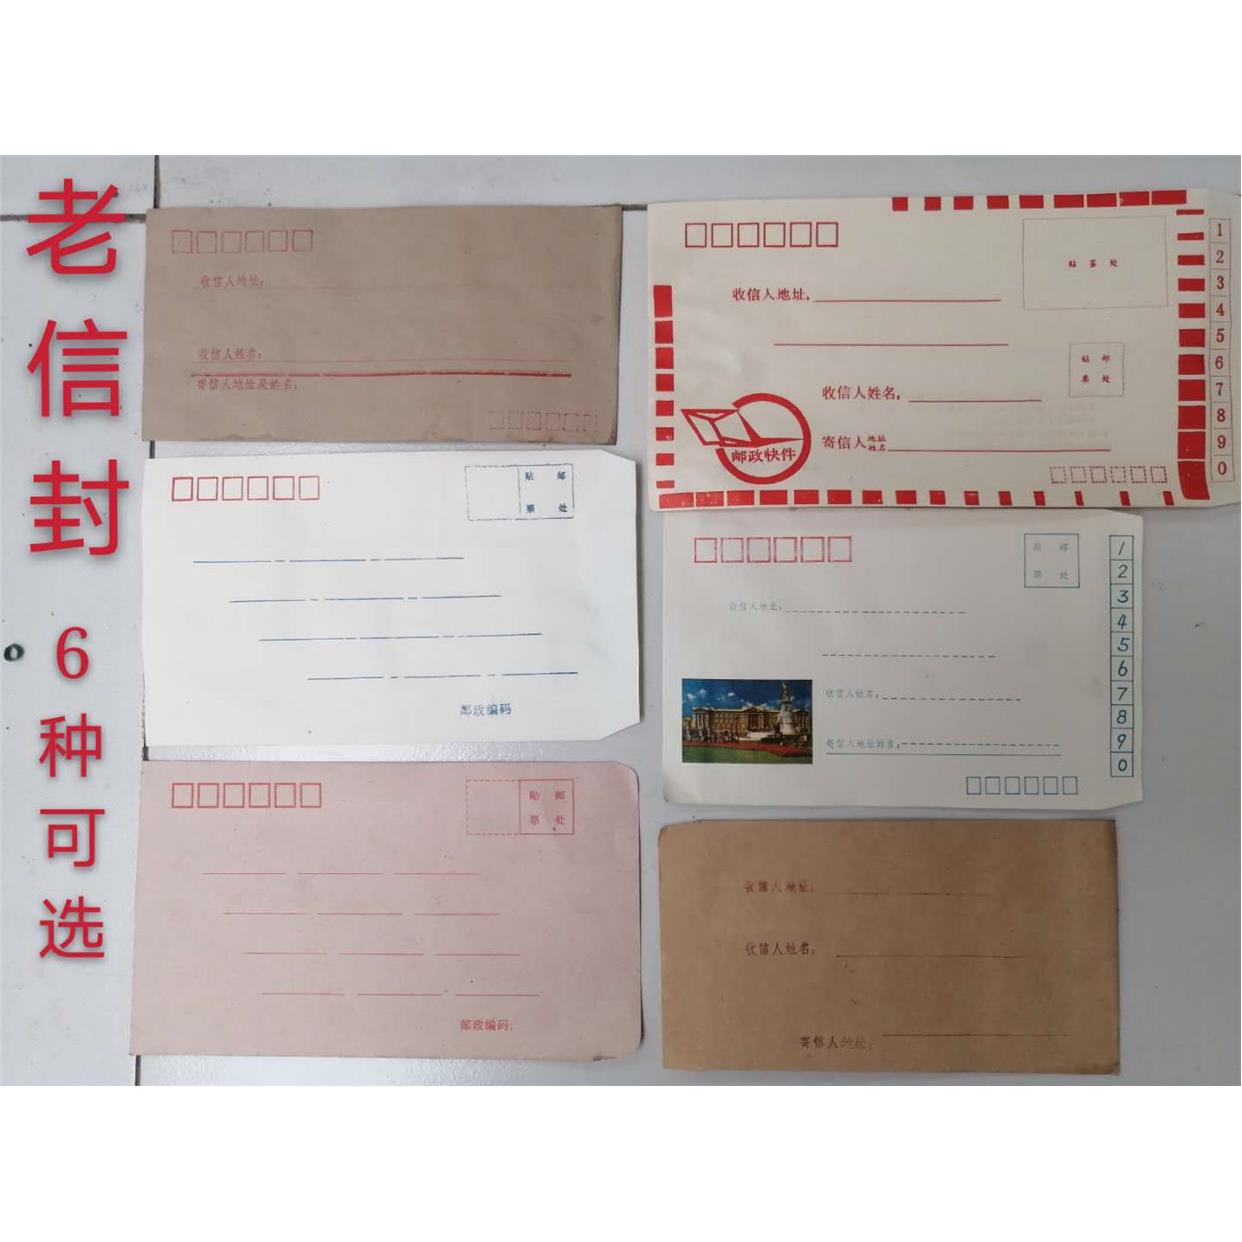 老信封
6种可选
收信人地址：
收信人姓名：
寄信人地址及姓名：
贴签处
收信人地址：
贴邮
票处
收信人姓名：
寄信人地址
姓名：
邮政快件
1
2
3
4
5
6
7
8
9
0
贴邮
票处
邮政编码
贴邮
票处
收信人地址：
收信人姓名：
寄信人地址姓名：
1
2
3
4
5
6
7
8
9
0
贴邮
票处
邮政编码：
收信人地址：
收信人姓名：
寄信人地址：